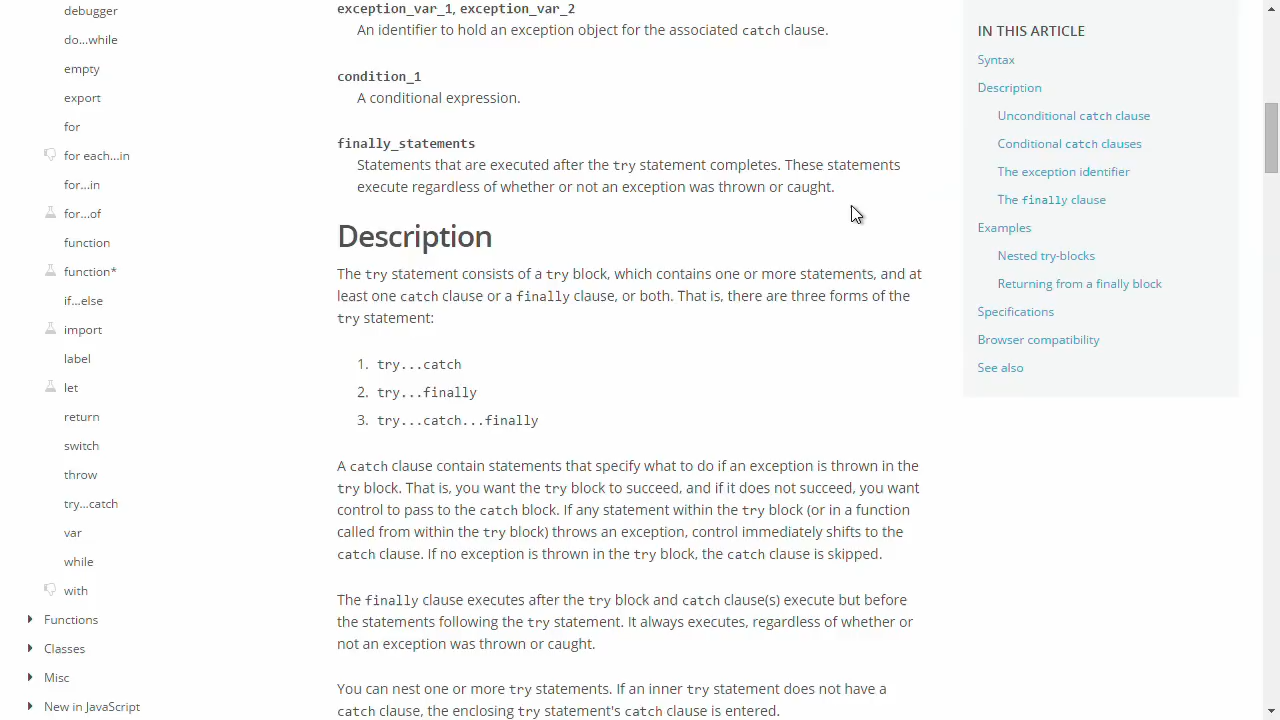 debugger
do...while
empty
export
for
for each...in
for...in
for...of
function
function*
if...else
import
label
let
return
switch
throw
try...catch
var
while
with
Functions
Classes
Misc
New in JavaScript
exception_var_1, exception_var_2
An identifier to hold an exception object for the associated catch clause.
condition_1
A conditional expression.
finally_statements
Statements that are executed after the try statement completes. These statements
execute regardless of whether or not an exception was thrown or caught.
Description
The try statement consists of a try block, which contains one or more statements, and at
least one catch clause or a finally clause, or both. That is, there are three forms of the
try statement:
1. try...catch
2. try...finally
3. try...catch...finally
A catch clause contain statements that specify what to do if an exception is thrown in the
try block. That is, you want the try block to succeed, and if it does not succeed, you want
control to pass to the catch block. If any statement within the try block (or in a function
called from within the try block) throws an exception, control immediately shifts to the
catch clause. If no exception is thrown in the try block, the catch clause is skipped.
The finally clause executes after the try block and catch clause(s) execute but before
the statements following the try statement. It always executes, regardless of whether or
not an exception was thrown or caught.
You can nest one or more try statements. If an inner try statement does not have a
catch clause, the enclosing try statement's catch clause is entered.
IN THIS ARTICLE
Syntax
Description
Unconditional catch clause
Conditional catch clauses
The exception identifier
The finally clause
Examples
Nested try-blocks
Returning from a finally block
Specifications
Browser compatibility
See also